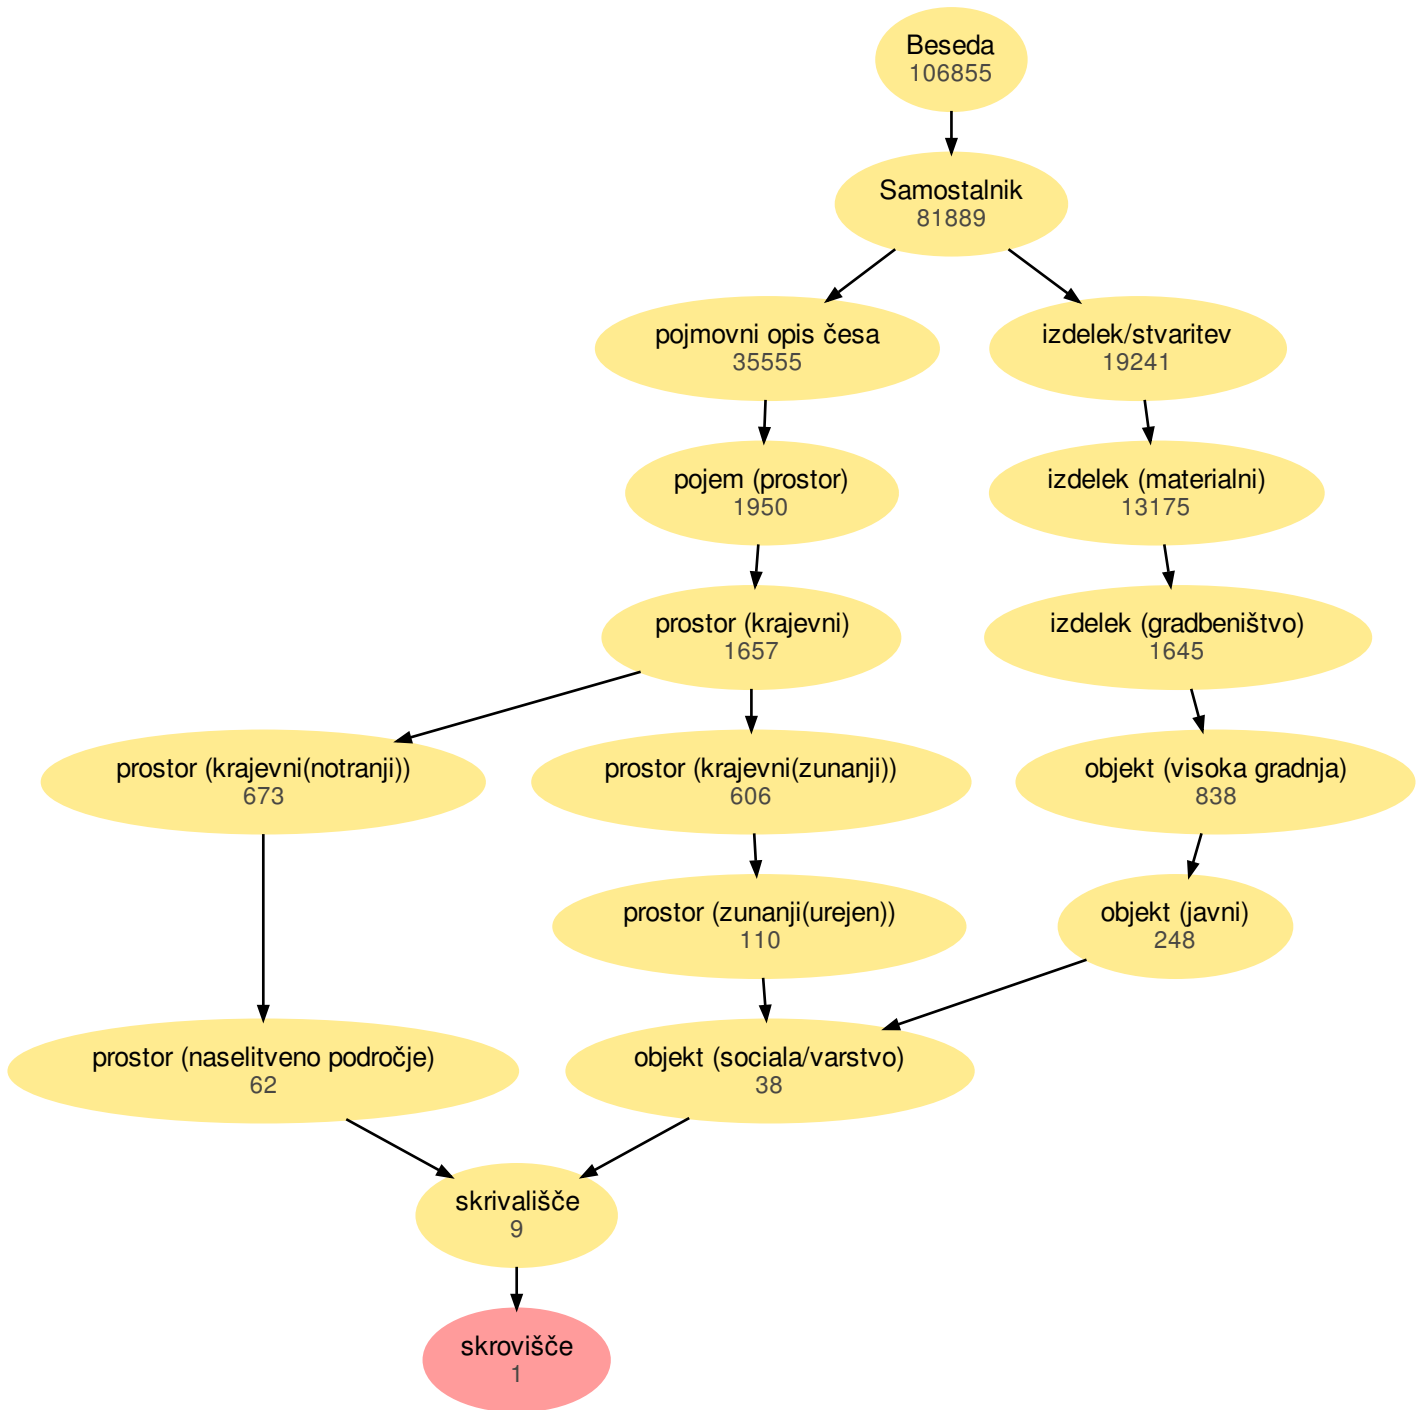 Beseda
106855
Samostalnik
81889
pojmovni opis česa
35555
izdelek/stvaritev
19241
pojem (prostor)
1950
izdelek (materialni)
13175
prostor (krajevni)
1657
izdelek (gradbeništvo)
1645
prostor (krajevni(notranji))
673
prostor (krajevni(zunanji))
606
objekt (visoka gradnja)
838
prostor (zunanji(urejen))
110
objekt (javni)
248
prostor (naselitveno področje)
62
objekt (sociala/varstvo)
38
skrivališče
9
skrovišče
1